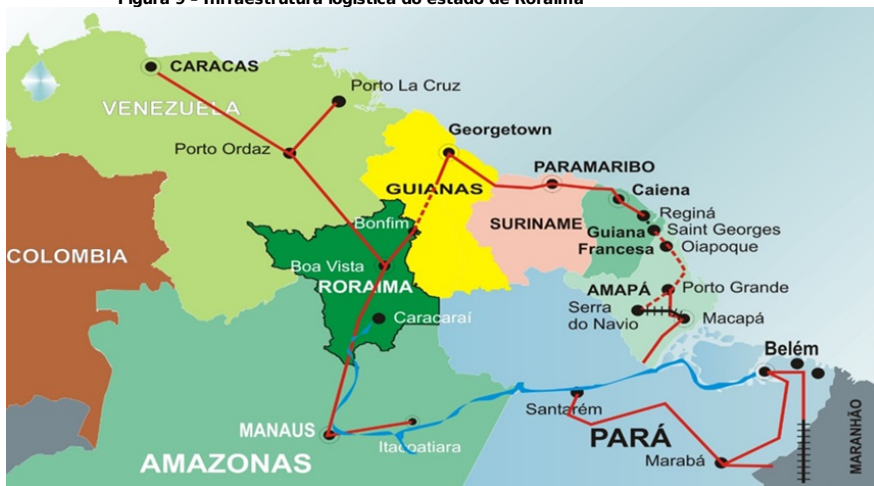 Figura 9 – Infraestrutura logística do estado de Roraima
CARACAS
Porto La Cruz
VENEZUELA
Porto Ordaz
Georgetown
PARAMARIBO
Caiena
GUIANAS
Reginá
Bonfim
SURINAME
Guiana
Francesa
Saint Georges
Oiapoque
COLOMBIA
Boa Vista
RORAIMA
AMAPÁ
Porto Grande
Caracaraí
Serra
do Navio
Macapá
Belém
Santarém
MANAUS
Itacoatiara
PARÁ
MARANHÃO
AMAZONAS
Marabá